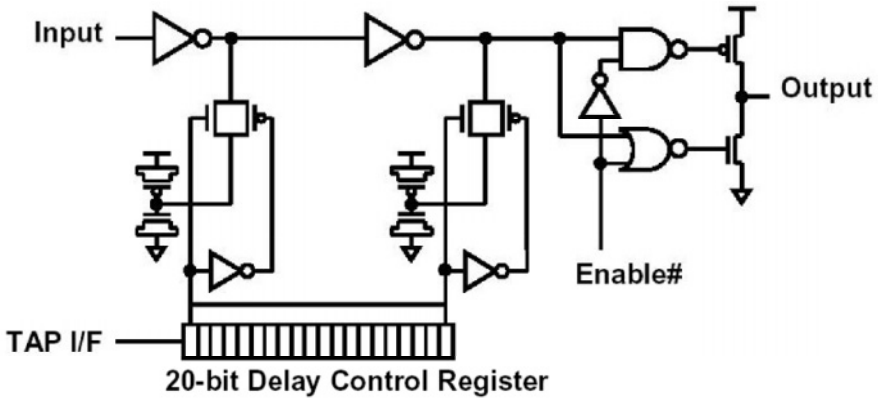 Input
Output
Enable#
TAP I/F
20-bit Delay Control Register